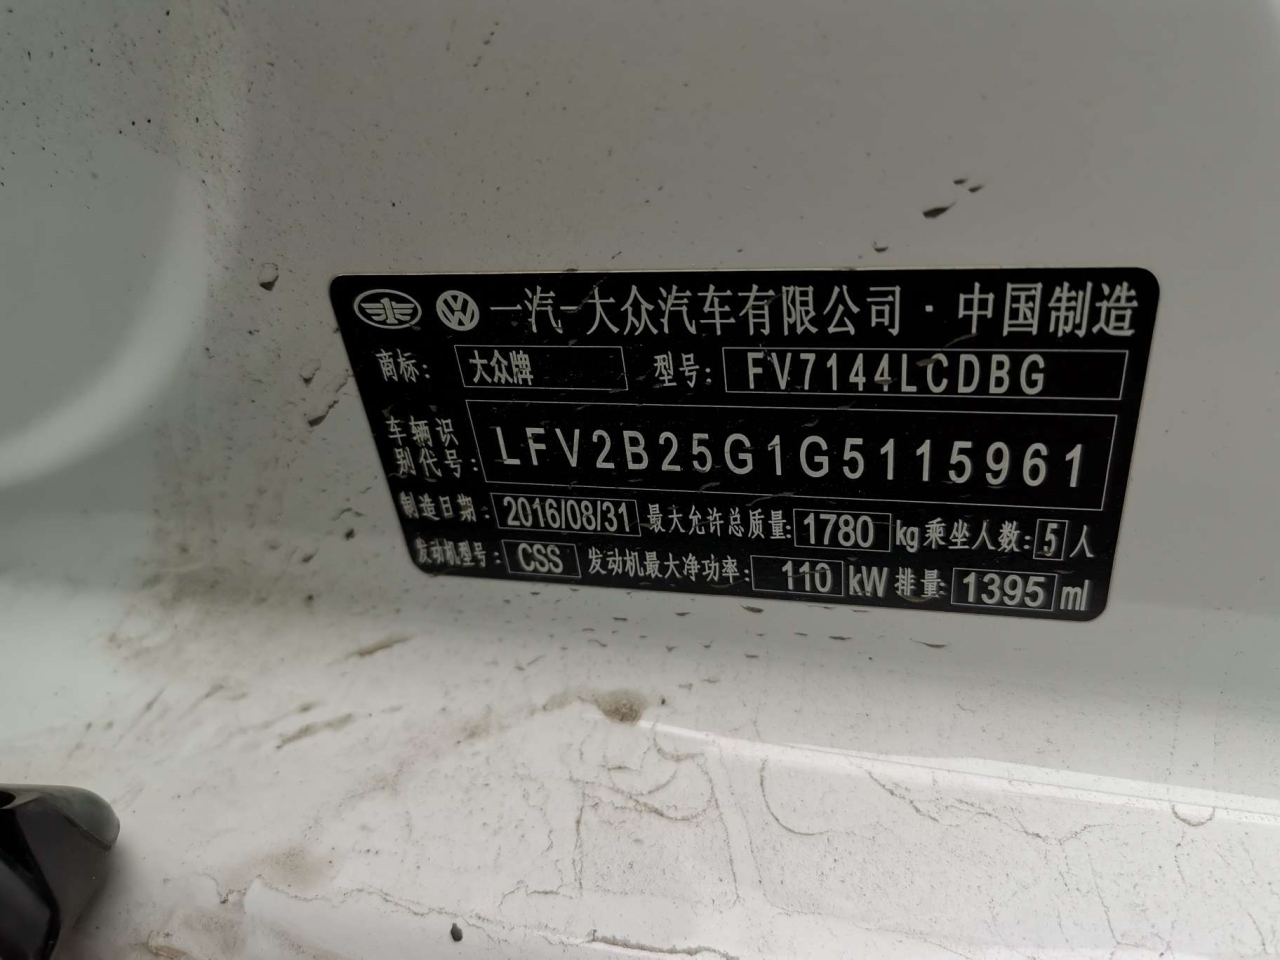 一汽-大众汽车有限公司·中国制造
商标: 大众牌 型号: FV7144LCDBG
车辆识别代号: LFV2B25G1G5115961
制造日期: 2016/08/31 最大允许总质量: 1780 kg 乘坐人数: 5 人
发动机型号: CSS 发动机最大净功率: 110 kW 排量: 1395 ml